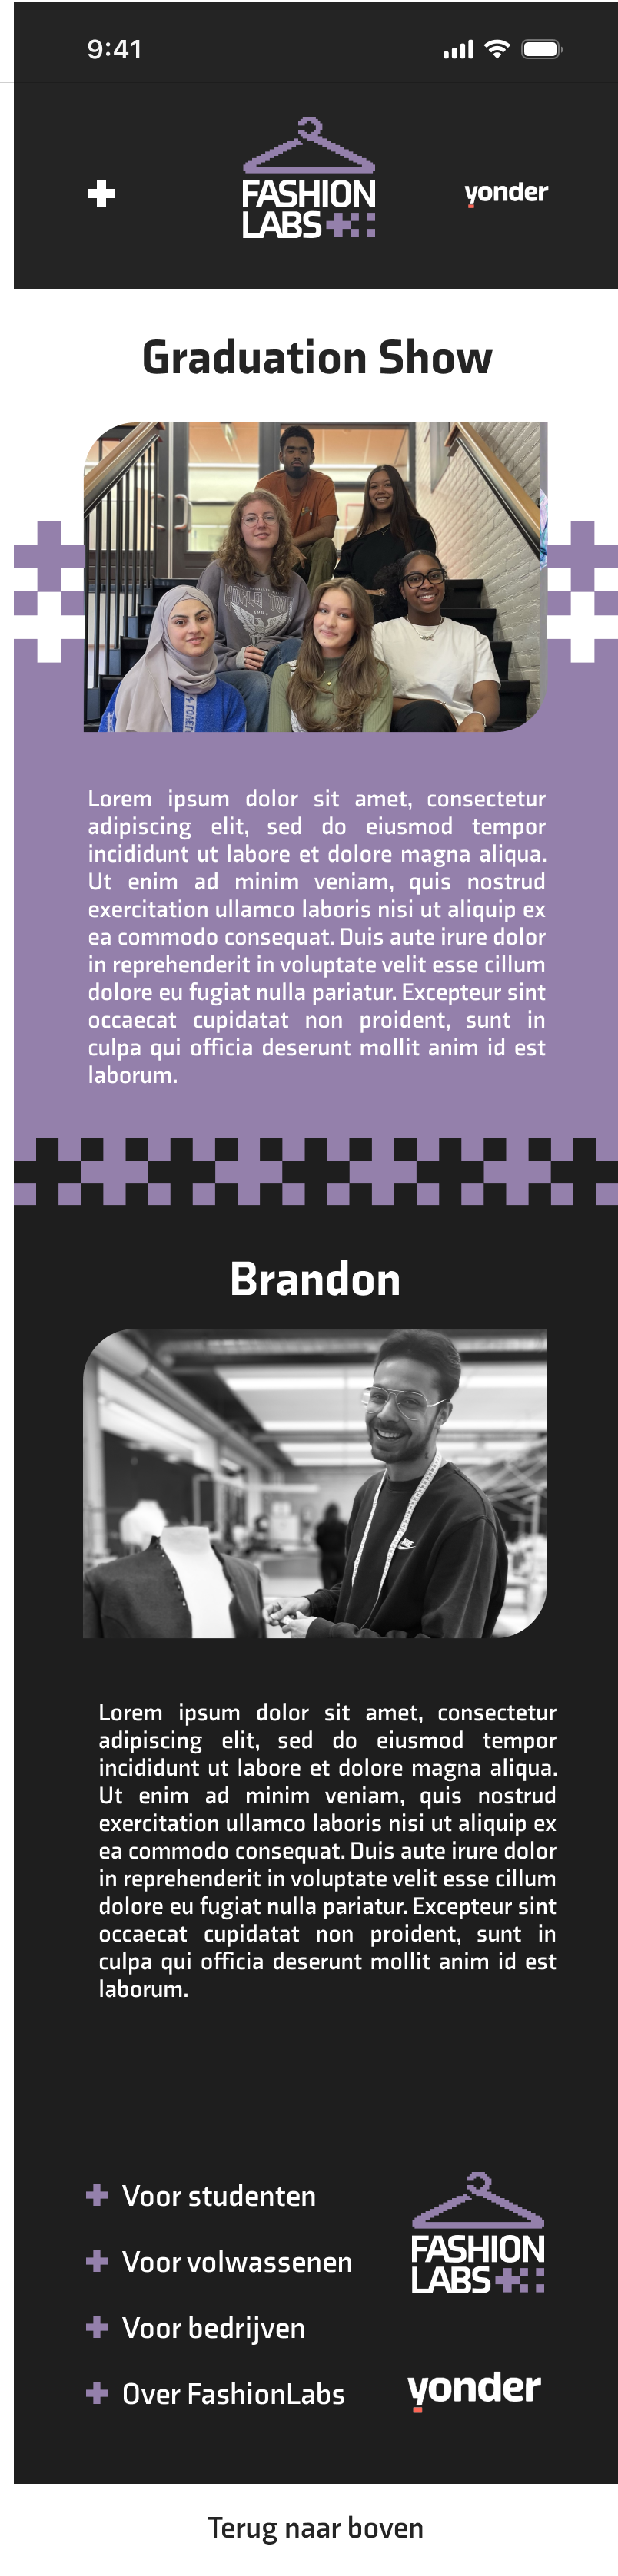 9:41
FASHION
LABS
yonder
Graduation Show
Lorem ipsum dolor sit amet, consectetur
adipiscing elit, sed do eiusmod tempor
incididunt ut labore et dolore magna aliqua.
Ut enim ad minim veniam, quis nostrud
exercitation ullamco laboris nisi ut aliquip ex
ea commodo consequat. Duis aute irure dolor
in reprehenderit in voluptate velit esse cillum
dolore eu fugiat nulla pariatur. Excepteur sint
occaecat cupidatat non proident, sunt in
culpa qui officia deserunt mollit anim id est
laborum.
Brandon
Lorem ipsum dolor sit amet, consectetur
adipiscing elit, sed do eiusmod tempor
incididunt ut labore et dolore magna aliqua.
Ut enim ad minim veniam, quis nostrud
exercitation ullamco laboris nisi ut aliquip ex
ea commodo consequat. Duis aute irure dolor
in reprehenderit in voluptate velit esse cillum
dolore eu fugiat nulla pariatur. Excepteur sint
occaecat cupidatat non proident, sunt in
culpa qui officia deserunt mollit anim id est
laborum.
Voor studenten
Voor volwassenen
Voor bedrijven
Over FashionLabs
FASHION
LABS
yonder
Terug naar boven